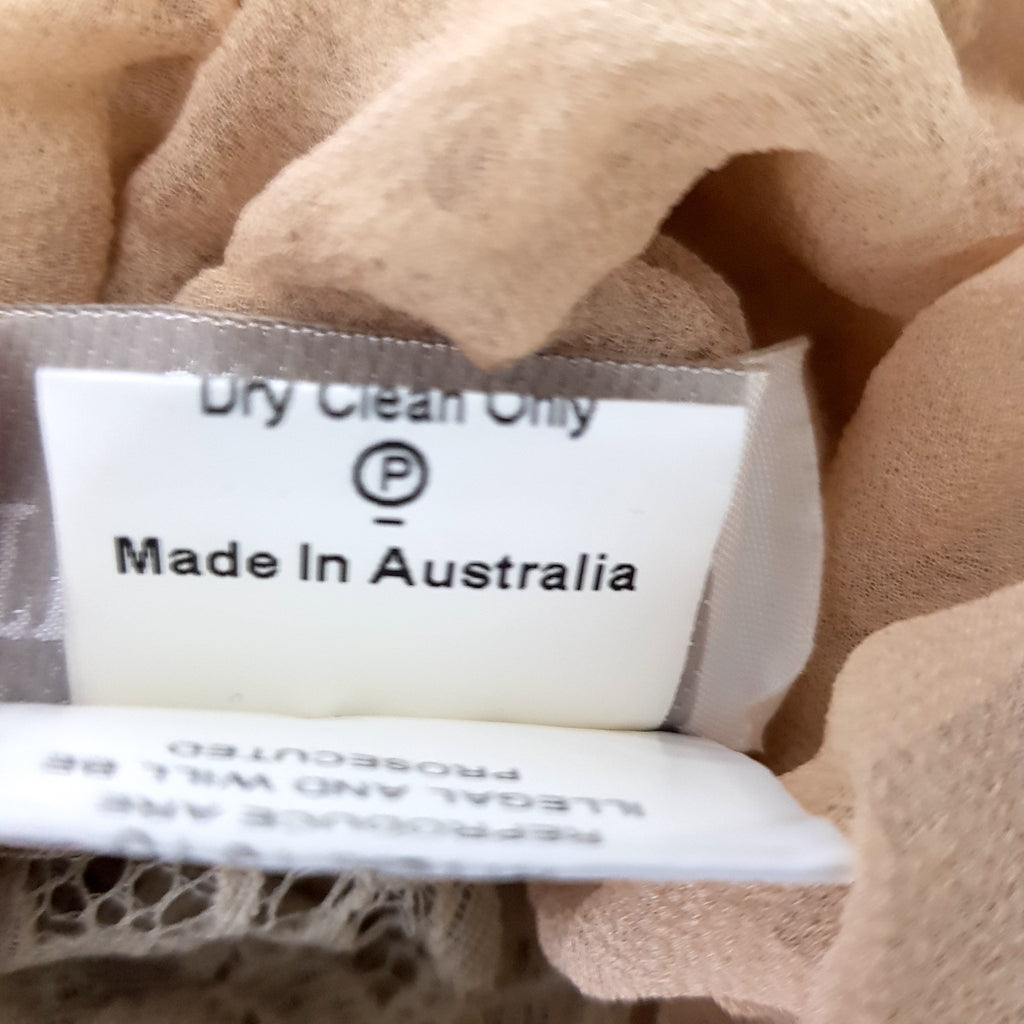 Dry Clean Only
P
Made In Australia
REPRODUCE ARE
ILLEGAL AND WILL BE
PROSECUTED